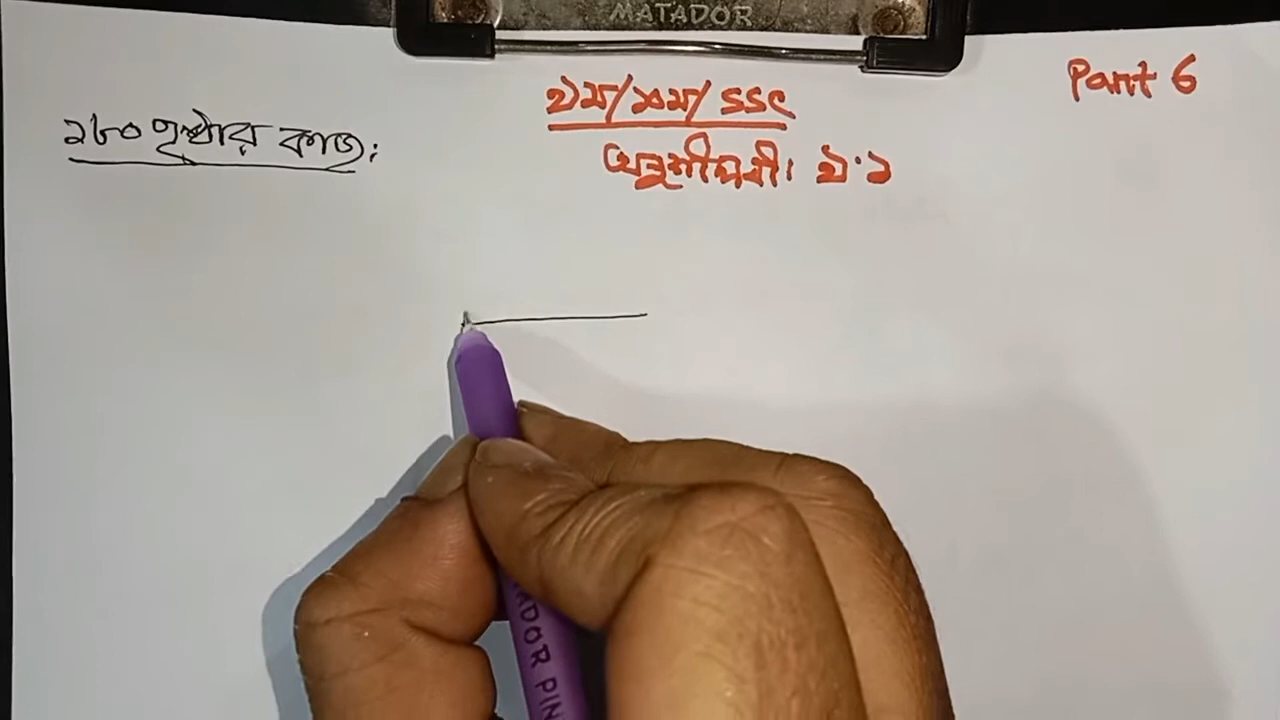 MATADOR
৯ম/১০ম/ SSC
Part 6
১৮০ পৃষ্ঠার কাজ:
অনুশীলনী: ৯.১
MATADOR PIN